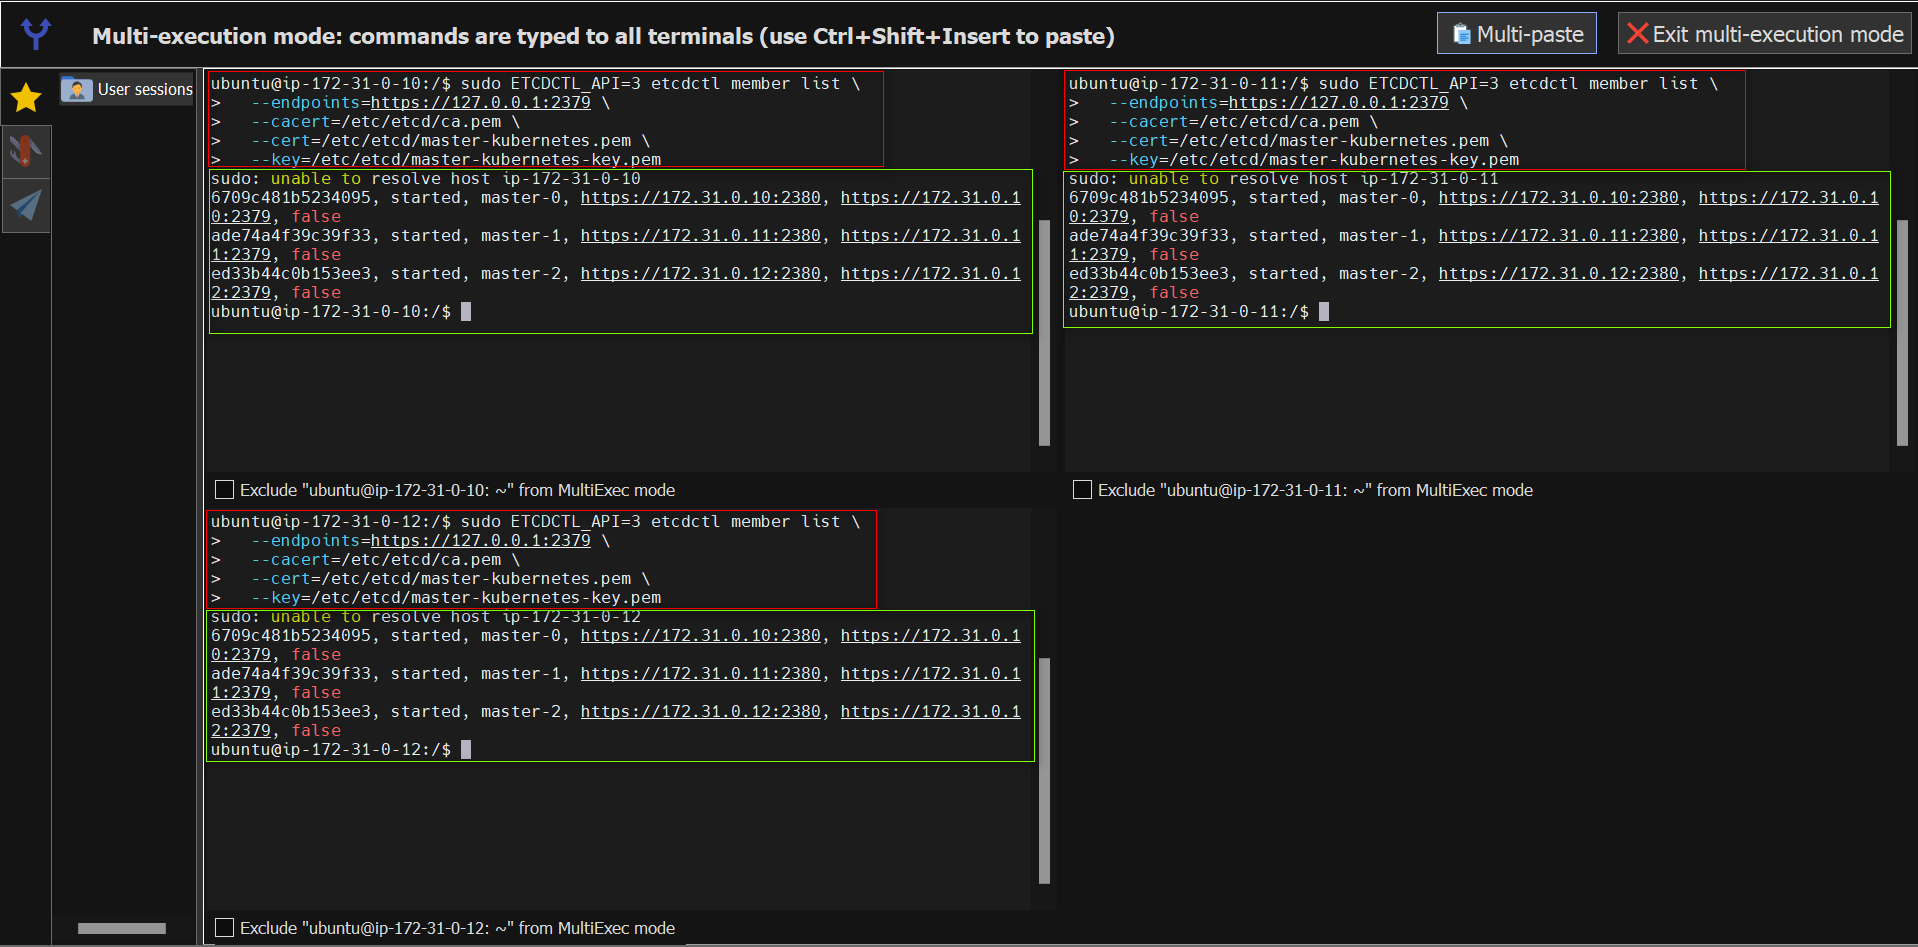 Multi-execution mode: commands are typed to all terminals (use Ctrl+Shift+Insert to paste)
Multi-paste
Exit multi-execution mode
User sessions
ubuntu@ip-172-31-0-10:/$ sudo ETCDCTL_API=3 etcdctl member list \
>   --endpoints=https://127.0.0.1:2379 \
>   --cacert=/etc/etcd/ca.pem \
>   --cert=/etc/etcd/master-kubernetes.pem \
>   --key=/etc/etcd/master-kubernetes-key.pem
sudo: unable to resolve host ip-172-31-0-10
6709c481b5234095, started, master-0, https://172.31.0.10:2380, https://172.31.0.1
0:2379, false
ade74a4f39c39f33, started, master-1, https://172.31.0.11:2380, https://172.31.0.1
1:2379, false
ed33b44c0b153ee3, started, master-2, https://172.31.0.12:2380, https://172.31.0.1
2:2379, false
ubuntu@ip-172-31-0-10:/$
Exclude "ubuntu@ip-172-31-0-10: ~" from MultiExec mode
ubuntu@ip-172-31-0-11:/$ sudo ETCDCTL_API=3 etcdctl member list \
>   --endpoints=https://127.0.0.1:2379 \
>   --cacert=/etc/etcd/ca.pem \
>   --cert=/etc/etcd/master-kubernetes.pem \
>   --key=/etc/etcd/master-kubernetes-key.pem
sudo: unable to resolve host ip-172-31-0-11
6709c481b5234095, started, master-0, https://172.31.0.10:2380, https://172.31.0.1
0:2379, false
ade74a4f39c39f33, started, master-1, https://172.31.0.11:2380, https://172.31.0.1
1:2379, false
ed33b44c0b153ee3, started, master-2, https://172.31.0.12:2380, https://172.31.0.1
2:2379, false
ubuntu@ip-172-31-0-11:/$
Exclude "ubuntu@ip-172-31-0-11: ~" from MultiExec mode
ubuntu@ip-172-31-0-12:/$ sudo ETCDCTL_API=3 etcdctl member list \
>   --endpoints=https://127.0.0.1:2379 \
>   --cacert=/etc/etcd/ca.pem \
>   --cert=/etc/etcd/master-kubernetes.pem \
>   --key=/etc/etcd/master-kubernetes-key.pem
sudo: unable to resolve host ip-172-31-0-12
6709c481b5234095, started, master-0, https://172.31.0.10:2380, https://172.31.0.1
0:2379, false
ade74a4f39c39f33, started, master-1, https://172.31.0.11:2380, https://172.31.0.1
1:2379, false
ed33b44c0b153ee3, started, master-2, https://172.31.0.12:2380, https://172.31.0.1
2:2379, false
ubuntu@ip-172-31-0-12:/$
Exclude "ubuntu@ip-172-31-0-12: ~" from MultiExec mode